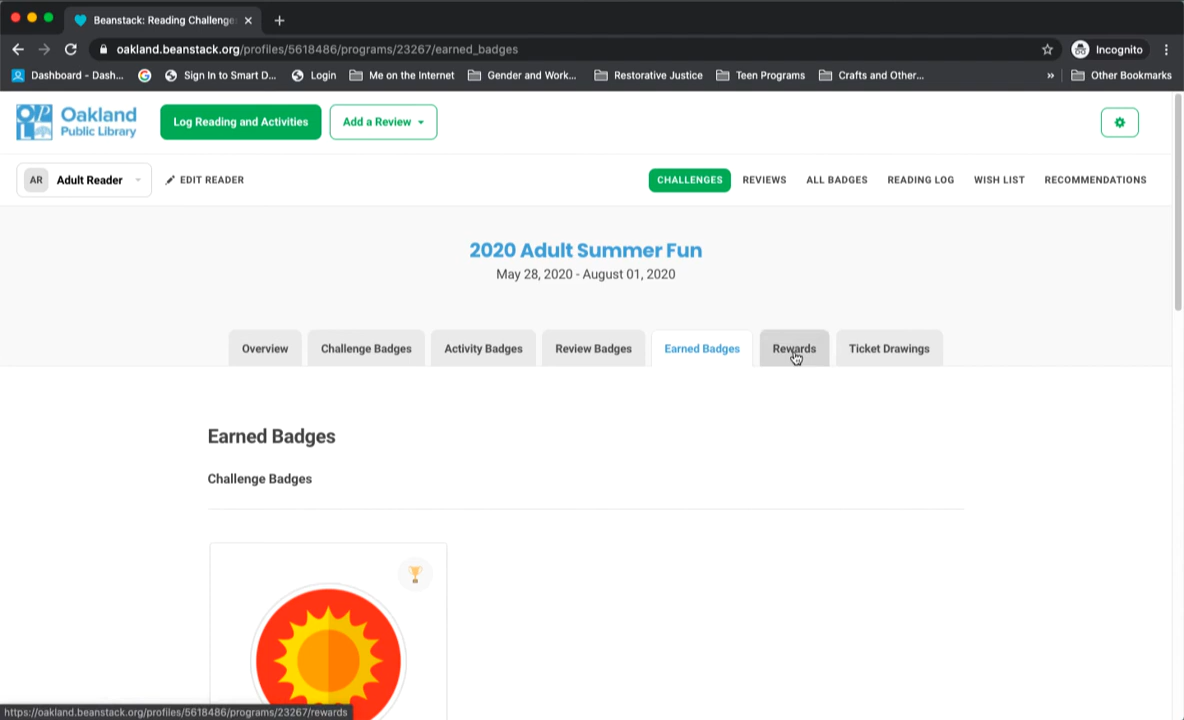 Beanstack: Reading Challenge
oakland.beanstack.org/profiles/5618486/programs/23267/earned_badges
Incognito
Dashboard - Dash...
Sign In to Smart D...
Login
Me on the Internet
Gender and Work...
Restorative Justice
Teen Programs
Crafts and Other...
»
Other Bookmarks
OPL
Oakland
Public Library
Log Reading and Activities
Add a Review
AR
Adult Reader
EDIT READER
CHALLENGES
REVIEWS
ALL BADGES
READING LOG
WISH LIST
RECOMMENDATIONS
2020 Adult Summer Fun
May 28, 2020 - August 01, 2020
Overview
Challenge Badges
Activity Badges
Review Badges
Earned Badges
Rewards
Ticket Drawings
Earned Badges
Challenge Badges
https://oakland.beanstack.org/profiles/5618486/programs/23267/rewards